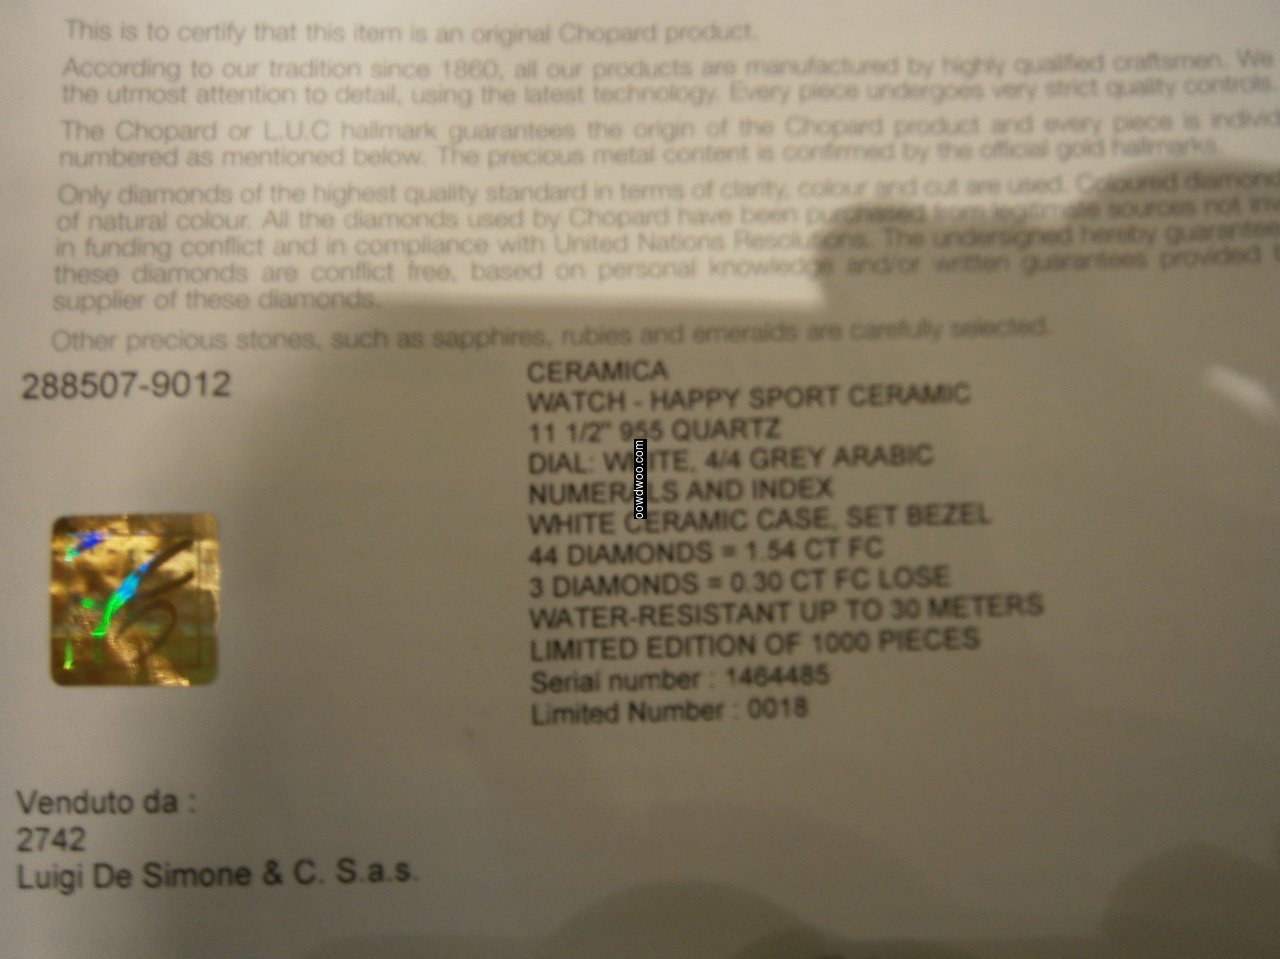 This is to certify that this item is an original Chopard product.
According to our tradition since 1860, all our products are manufactured by highly qualified craftsmen. We
the utmost attention to detail, using the latest technology. Every piece undergoes very strict quality controls.
The Chopard or L.U.C hallmark guarantees the origin of the Chopard product and every piece is individ
numbered as mentioned below. The precious metal content is confirmed by the official gold hallmarks.
Only diamonds of the highest quality standard in terms of clarity, colour and cut are used. Coloured diamond
of natural colour. All the diamonds used by Chopard have been purchased from legitimate sources not inv
in funding conflict and in compliance with United Nations Resolutions. The undersigned hereby guarantee
these diamonds are conflict free, based on personal knowledge and/or written guarantees provided
supplier of these diamonds.
Other precious stones, such as sapphires, rubies and emeralds are carefully selected.
288507-9012
CERAMICA
WATCH - HAPPY SPORT CERAMIC
11 1/2" 955 QUARTZ
DIAL: WHITE, 4/4 GREY ARABIC
NUMERALS AND INDEX
WHITE CERAMIC CASE, SET BEZEL
44 DIAMONDS = 1.54 CT FC
3 DIAMONDS = 0.30 CT FC LOSE
WATER-RESISTANT UP TO 30 METERS
LIMITED EDITION OF 1000 PIECES
Serial number : 1464485
Limited Number : 0018
oowdwoo.com
Venduto da :
2742
Luigi De Simone & C. S.a.s.